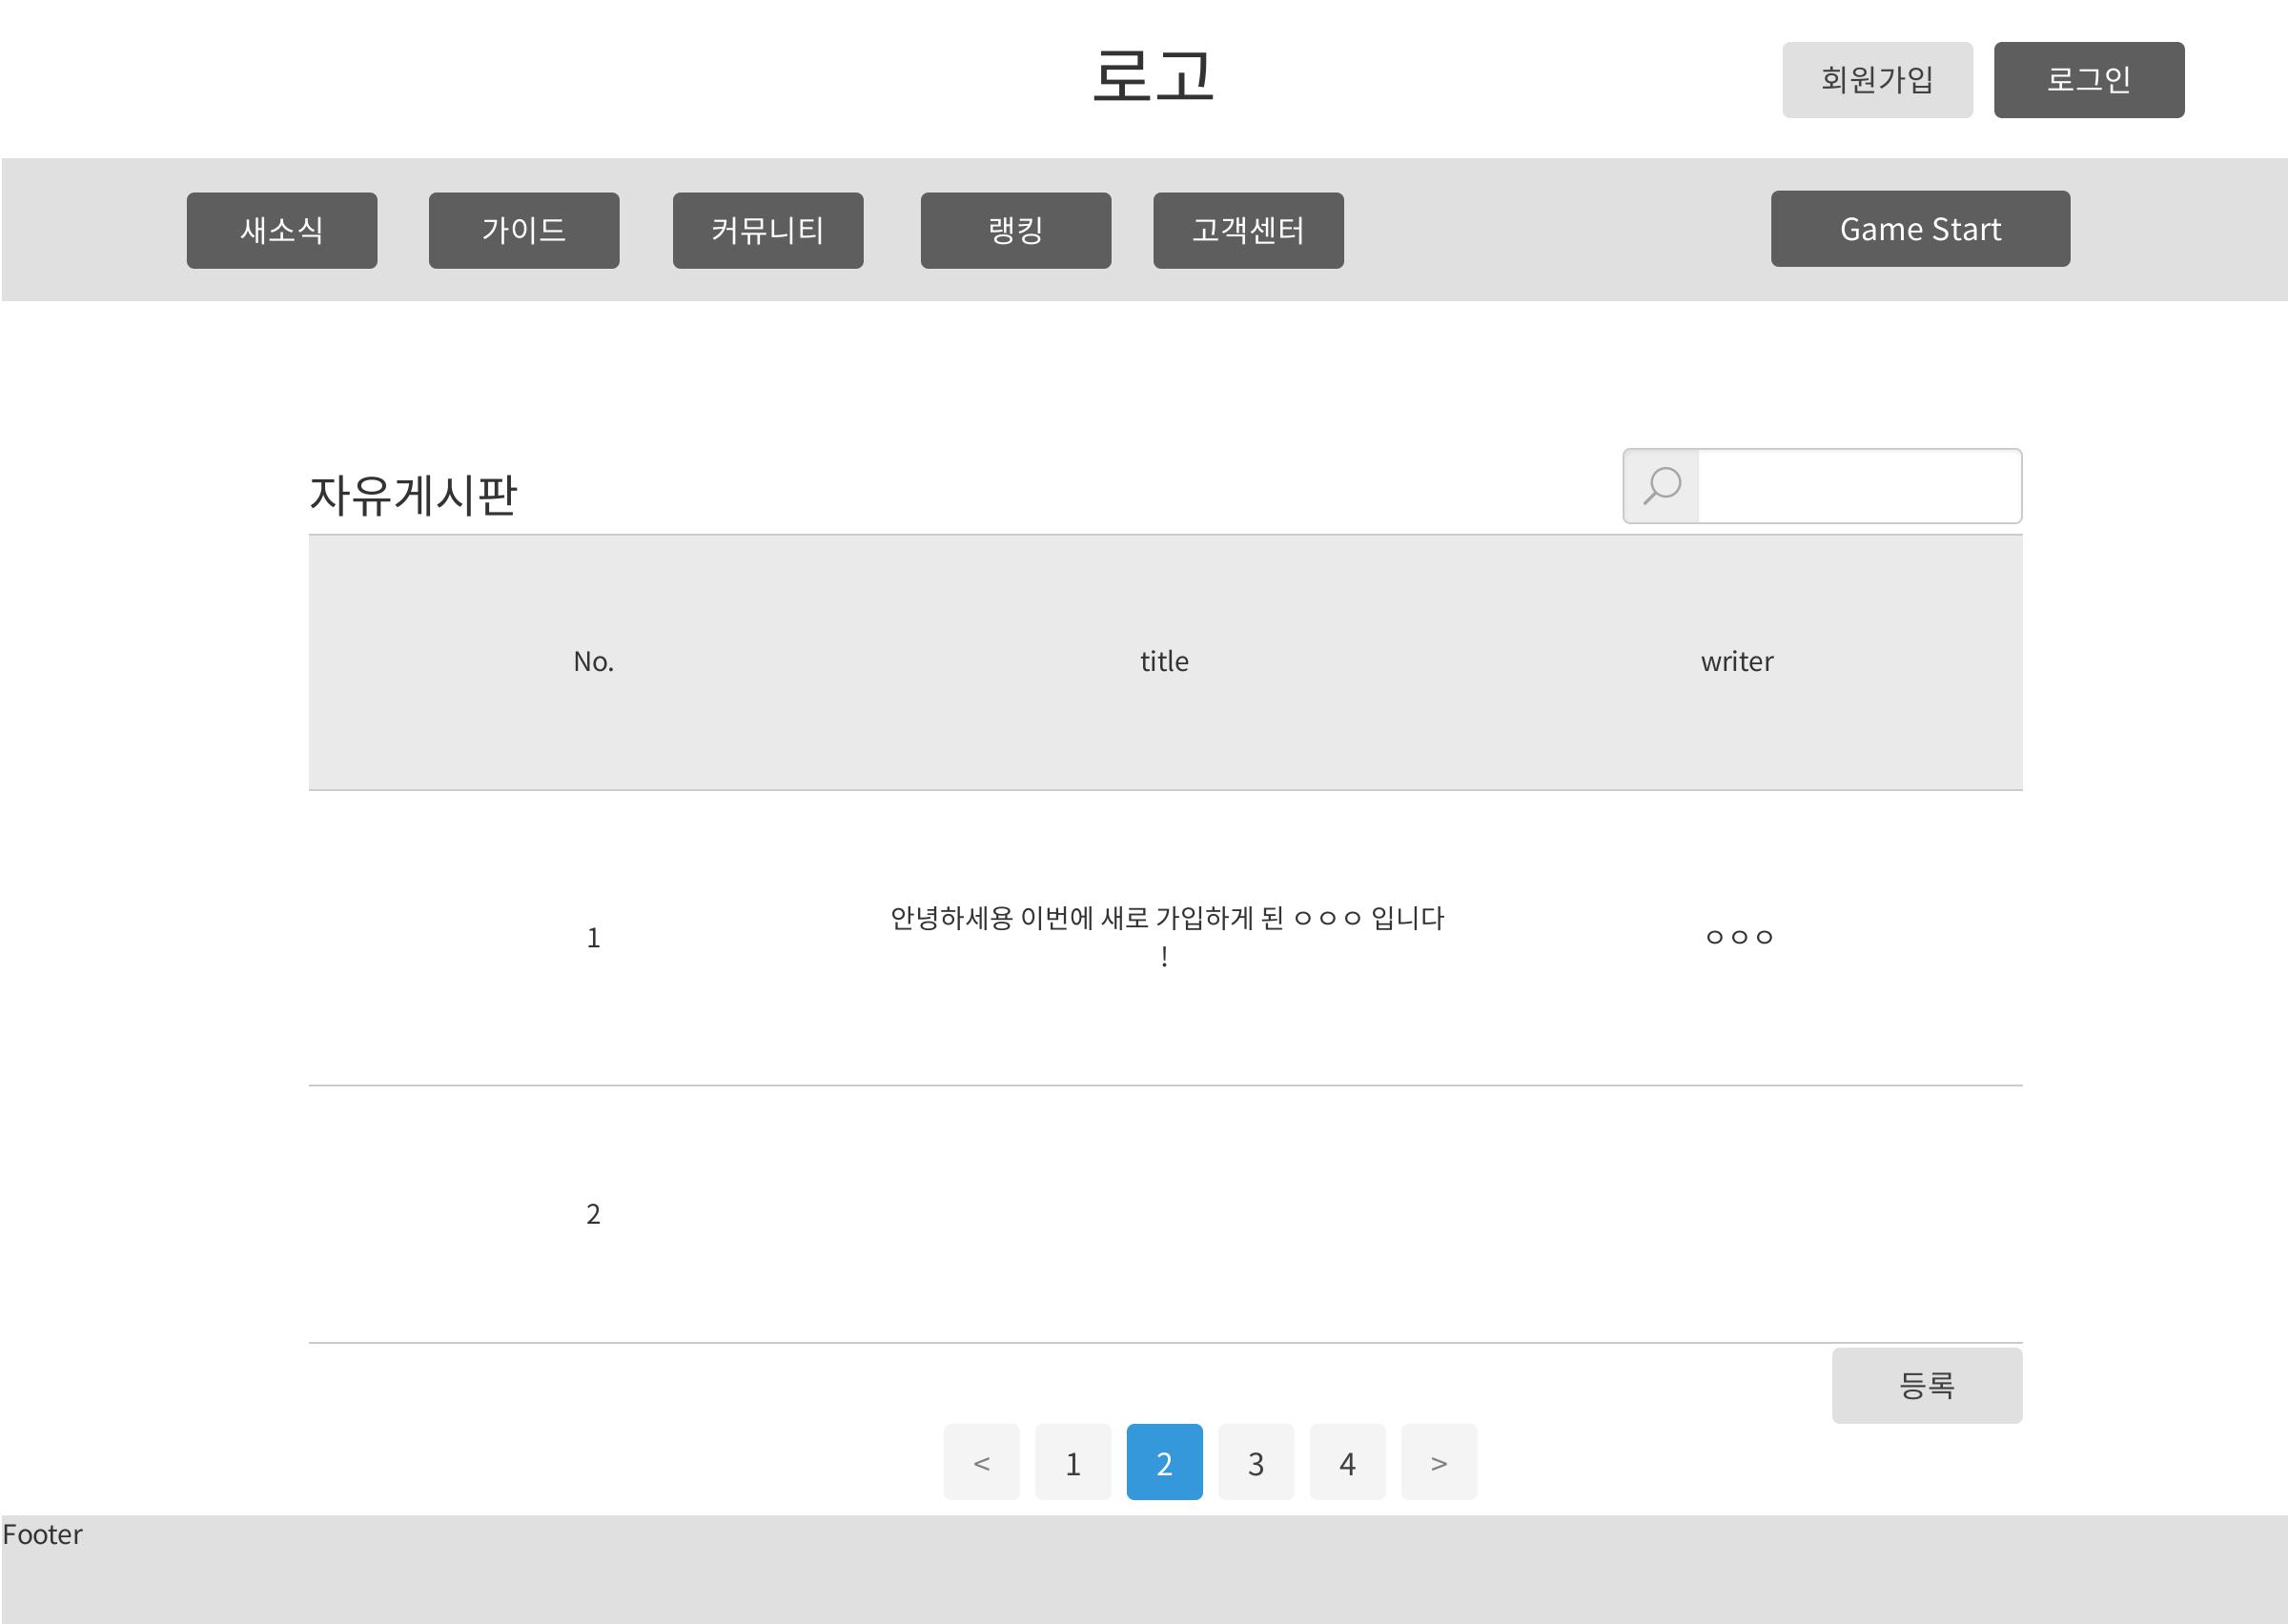 로고
회원가입
로그인
새소식
가이드
커뮤니티
랭킹
고객센터
Game Start
자유게시판
No.
title
writer
1
안녕하세용 이번에 새로 가입하게 된 ㅇㅇㅇ 입니다
!
ㅇㅇㅇ
2
등록
< 1 2 3 4 >
Footer